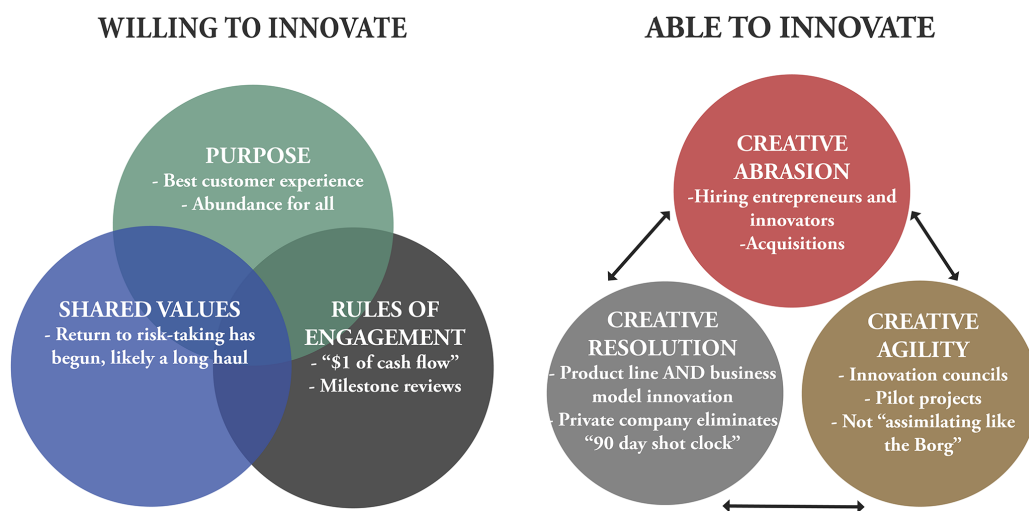 WILLING TO INNOVATE
PURPOSE
- Best customer experience
- Abundance for all
SHARED VALUES
- Return to risk-taking has
begun, likely a long haul
RULES OF
ENGAGEMENT
- “$1 of cash flow”
- Milestone reviews
ABLE TO INNOVATE
CREATIVE
ABRASION
-Hiring entrepreneurs and
innovators
-Acquisitions
CREATIVE
RESOLUTION
- Product line AND business
model innovation
- Private company eliminates
“90 day shot clock”
CREATIVE
AGILITY
- Innovation councils
- Pilot projects
- Not “assimilating like
the Borg”